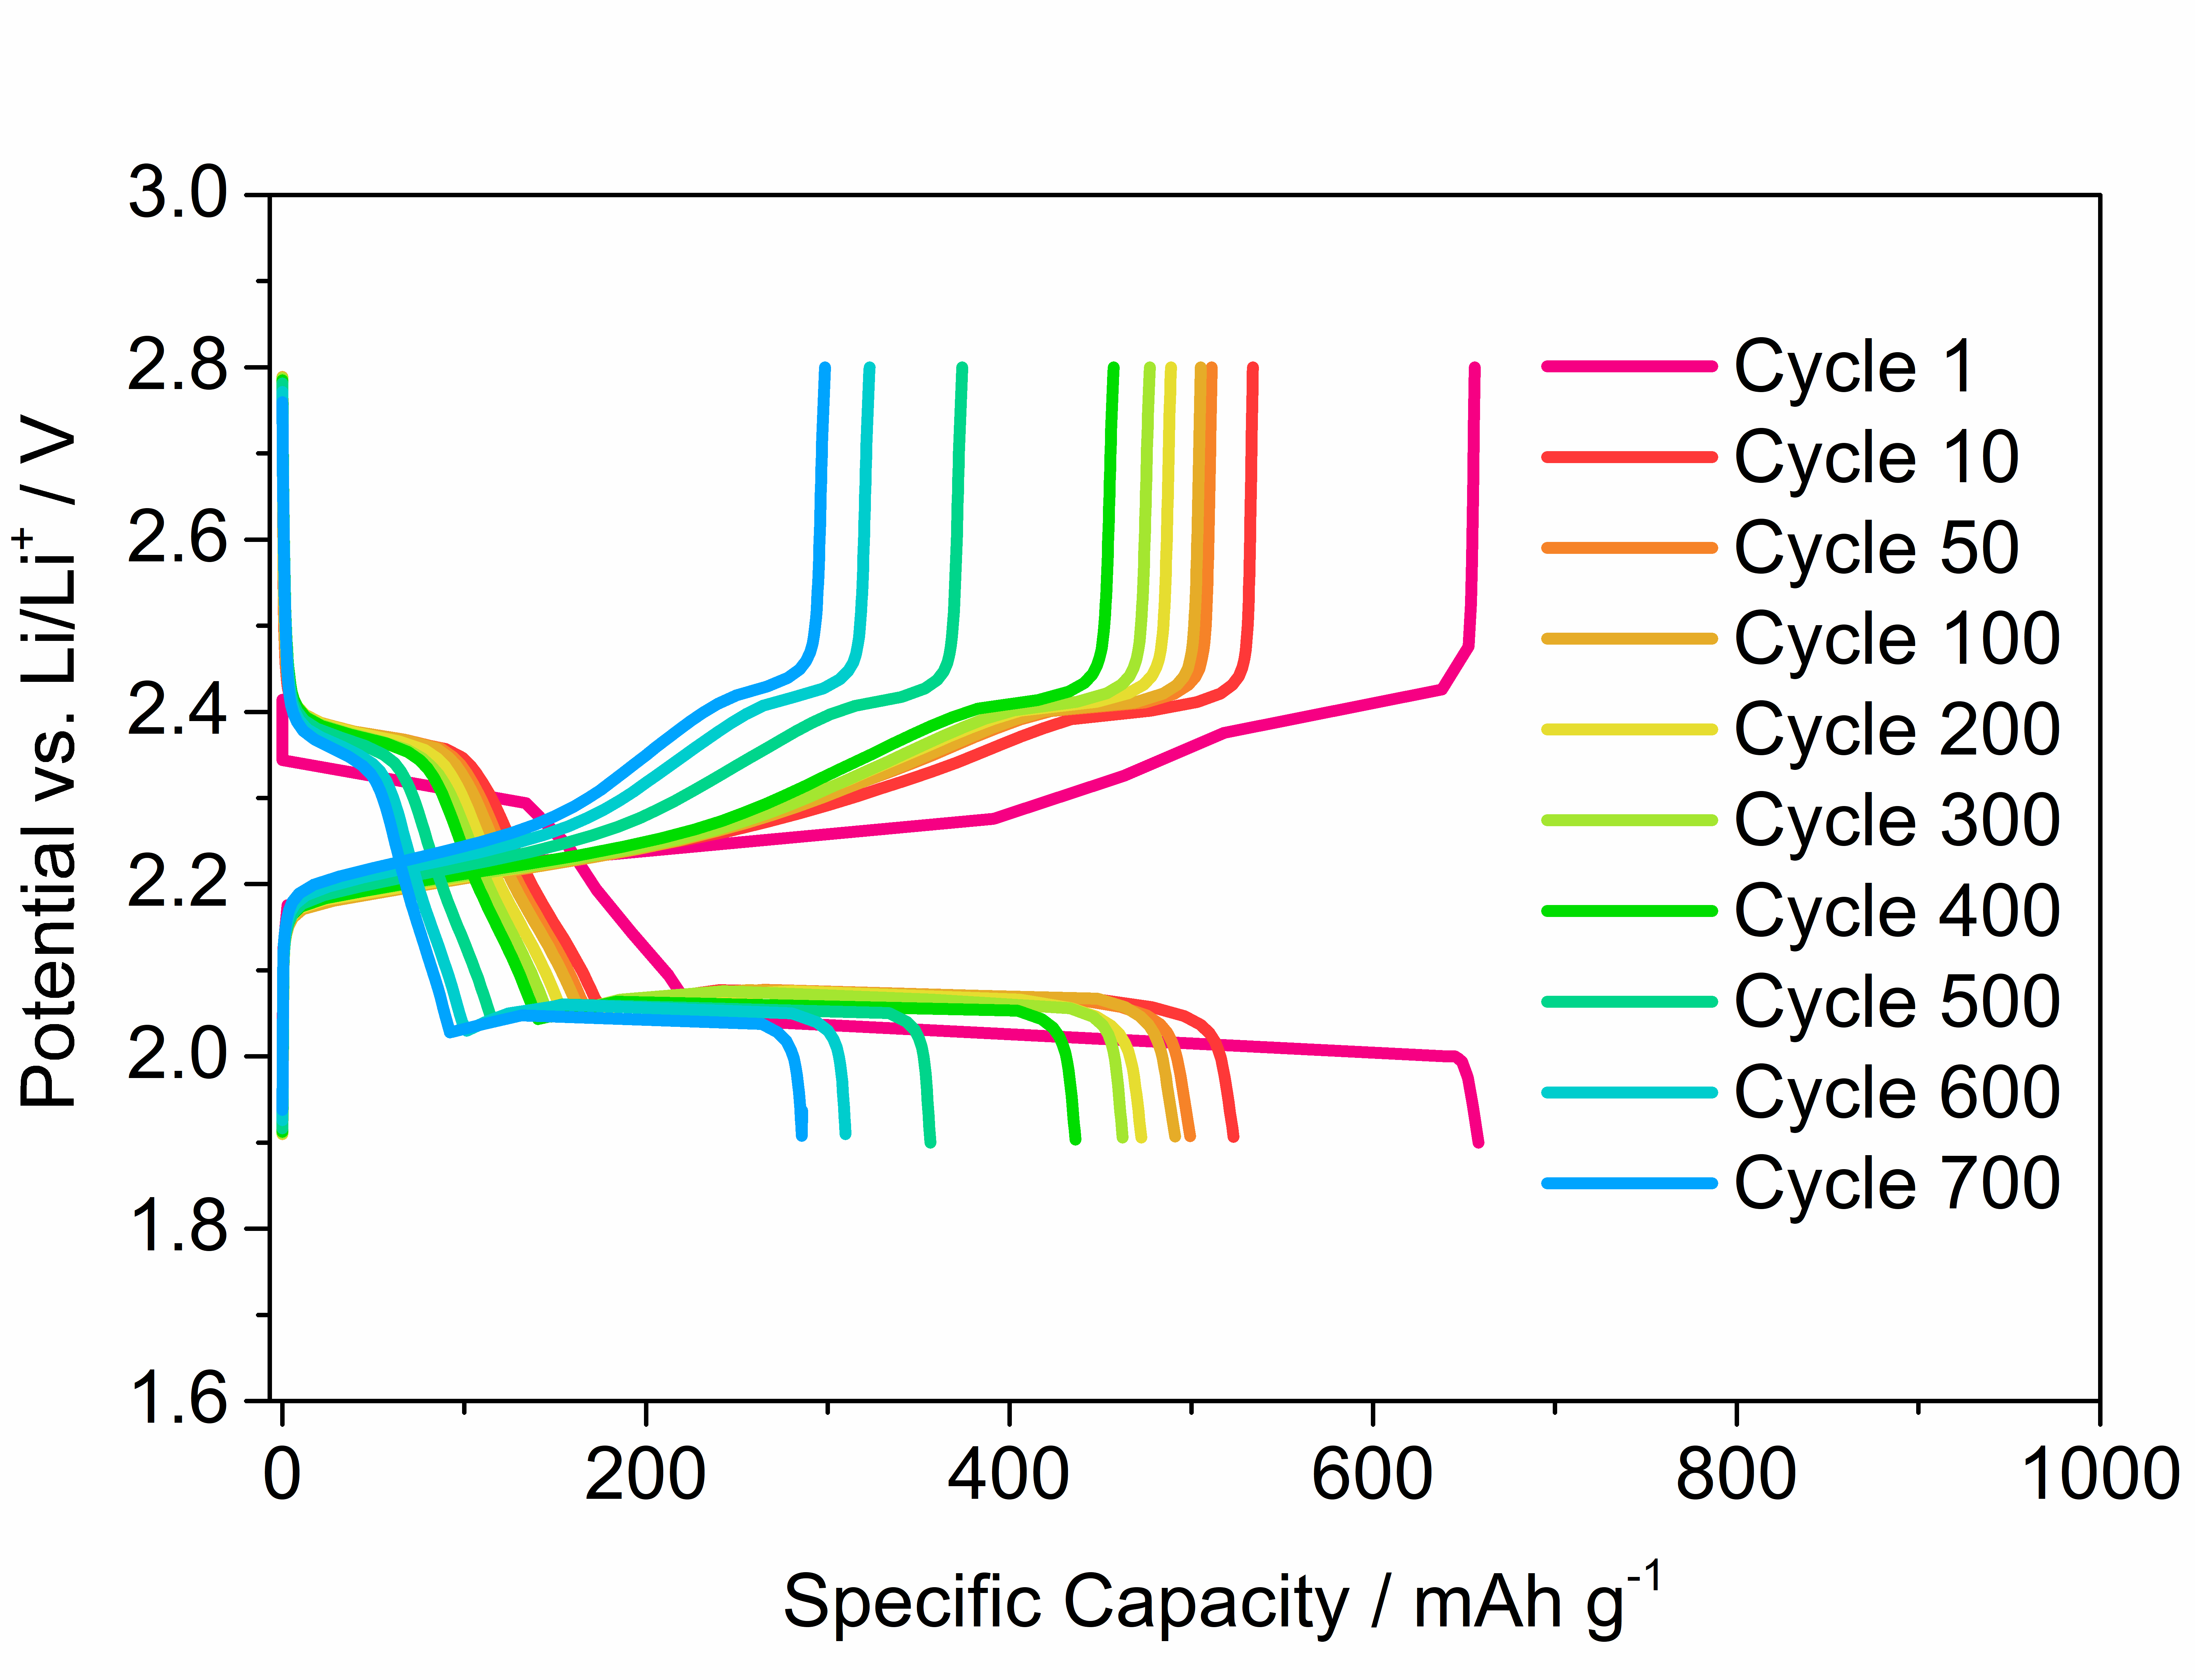 3.0
2.8
2.6
2.4
2.2
2.0
1.8
1.6
Potential vs. Li/Li⁺ / V
Cycle 1
Cycle 10
Cycle 50
Cycle 100
Cycle 200
Cycle 300
Cycle 400
Cycle 500
Cycle 600
Cycle 700
0 200 400 600 800 1000
Specific Capacity / mAh g⁻¹